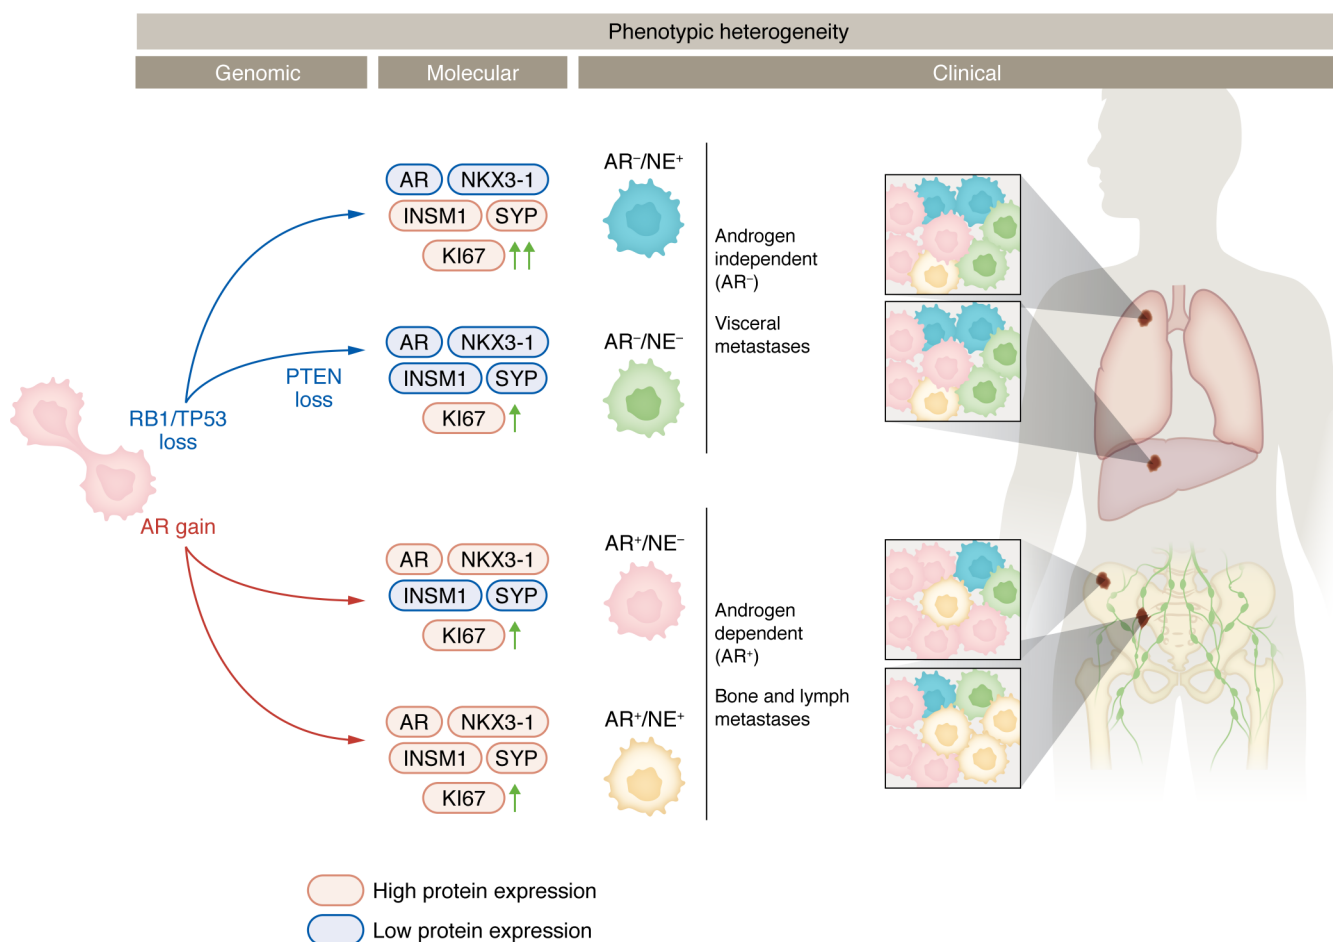 Phenotypic heterogeneity
Genomic
Molecular
Clinical
AR
NKX3-1
INSM1
SYP
KI67
AR⁻/NE⁺
AR
NKX3-1
INSM1
SYP
KI67
AR⁻/NE⁻
Androgen
independent
(AR⁻)
Visceral
metastases
PTEN
loss
RB1/TP53
loss
AR gain
AR
NKX3-1
INSM1
SYP
KI67
AR⁺/NE⁻
AR
NKX3-1
INSM1
SYP
KI67
AR⁺/NE⁺
Androgen
dependent
(AR⁺)
Bone and lymph
metastases
High protein expression
Low protein expression